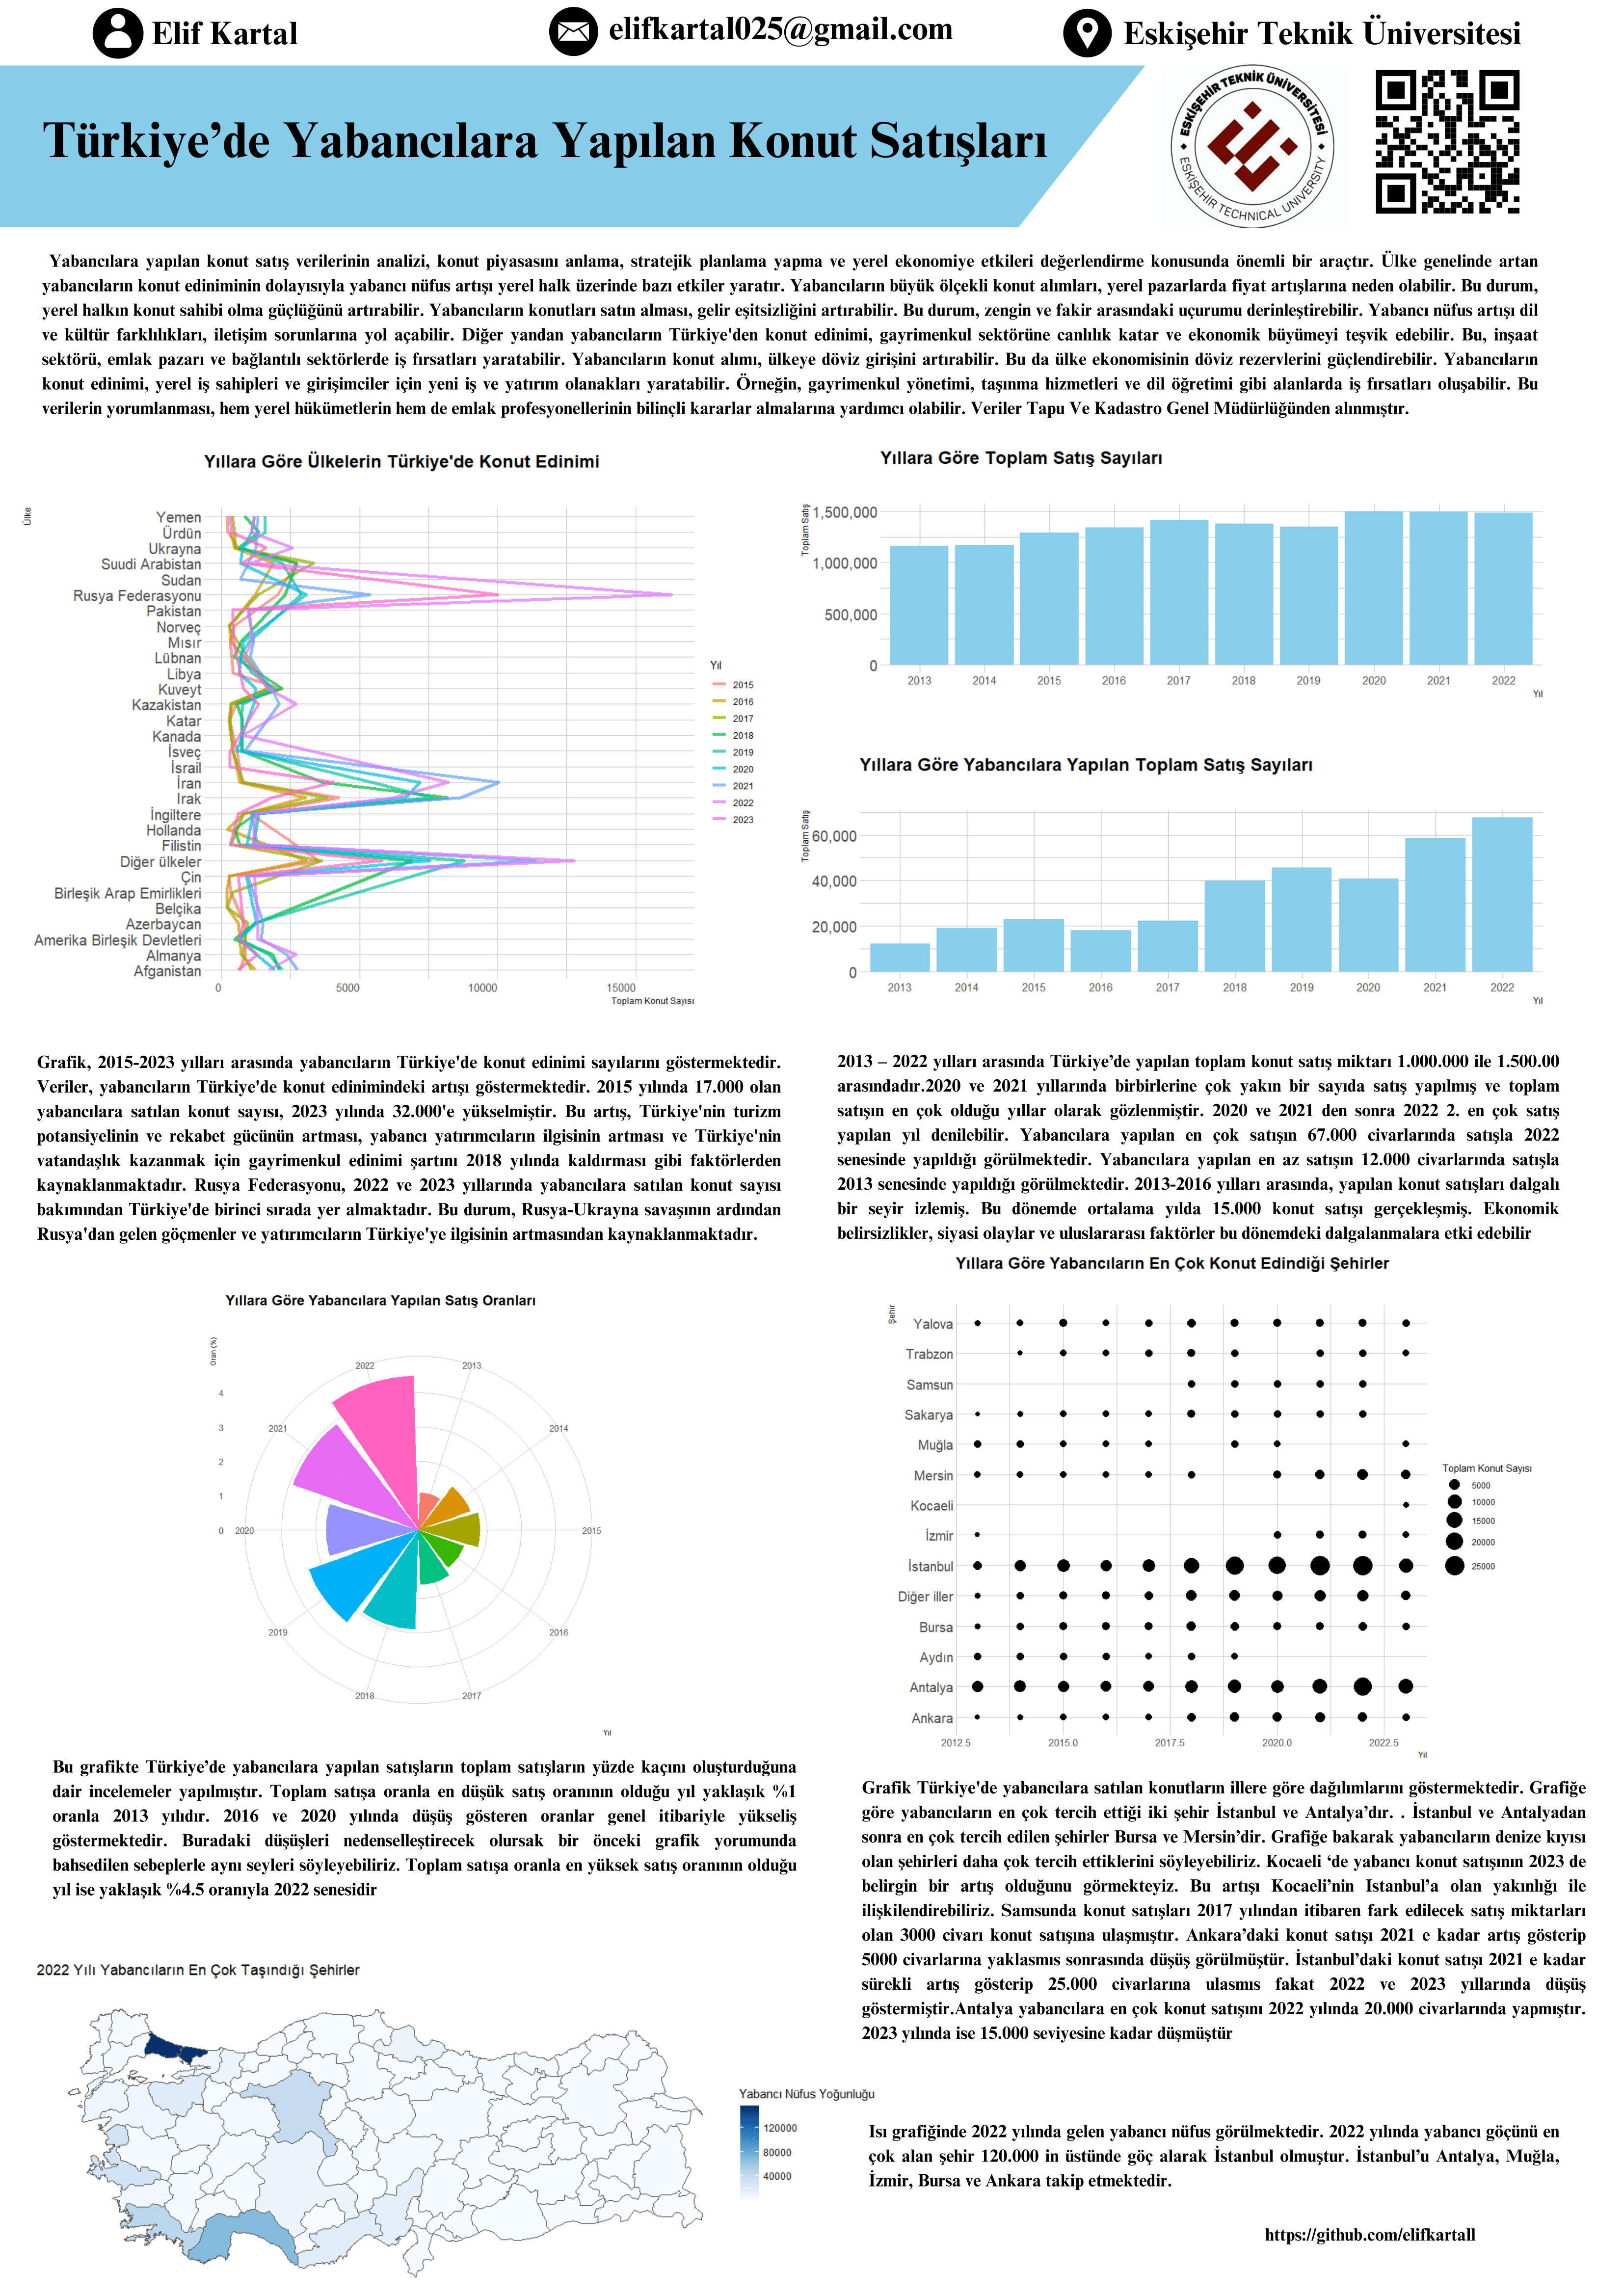 Elif Kartal
elifkartal025@gmail.com
Eskişehir Teknik Üniversitesi
Türkiye’de Yabancılara Yapılan Konut Satışları
ESKİŞEHİR TEKNİK ÜNİVERSİTESİ
ESKİŞEHİR TECHNICAL UNIVERSITY
Yabancılara yapılan konut satış verilerinin analizi, konut piyasasını anlama, stratejik planlama yapma ve yerel ekonomiye etkileri değerlendirme konusunda önemli bir araçtır. Ülke genelinde artan
yabancıların konut ediniminin dolayısıyla yabancı nüfus artışı yerel halk üzerinde bazı etkiler yaratır. Yabancıların büyük ölçekli konut alımları, yerel pazarlarda fiyat artışlarına neden olabilir. Bu durum,
yerel halkın konut sahibi olma güçlüğünü artırabilir. Yabancıların konutları satın alması, gelir eşitsizliğini artırabilir. Bu durum, zengin ve fakir arasındaki uçurumu derinleştirebilir. Yabancı nüfus artışı dil
ve kültür farklılıkları, iletişim sorunlarına yol açabilir. Diğer yandan yabancıların Türkiye'den konut edinimi, gayrimenkul sektörüne canlılık katar ve ekonomik büyümeyi teşvik edebilir. Bu, inşaat
sektörü, emlak pazarı ve bağlantılı sektörlerde iş fırsatları yaratabilir. Yabancıların konut alımı, ülkeye döviz girişini artırabilir. Bu da ülke ekonomisinin döviz rezervlerini güçlendirebilir. Yabancıların
konut edinimi, yerel iş sahipleri ve girişimciler için yeni iş ve yatırım olanakları yaratabilir. Örneğin, gayrimenkul yönetimi, taşınma hizmetleri ve dil öğretimi gibi alanlarda iş fırsatları oluşabilir. Bu
verilerin yorumlanması, hem yerel hükümetlerin hem de emlak profesyonellerinin bilinçli kararlar almalarına yardımcı olabilir. Veriler Tapu Ve Kadastro Genel Müdürlüğünden alınmıştır.
Yıllara Göre Ülkelerin Türkiye'de Konut Edinimi
Ülke
Yemen
Ürdün
Ukrayna
Suudi Arabistan
Sudan
Rusya Federasyonu
Pakistan
Norveç
Mısır
Lübnan
Libya
Kuveyt
Kazakistan
Katar
Kanada
İsveç
İsrail
İran
Irak
İngiltere
Hollanda
Filistin
Diğer ülkeler
Çin
Birleşik Arap Emirlikleri
Belçika
Azerbaycan
Amerika Birleşik Devletleri
Almanya
Afganistan
0 5000 10000 15000
Toplam Konut Sayısı
Yıl
2015
2016
2017
2018
2019
2020
2021
2022
2023
Yıllara Göre Toplam Satış Sayıları
Toplam Satış
1,500,000
1,000,000
500,000
0
2013 2014 2015 2016 2017 2018 2019 2020 2021 2022
Yıl
Yıllara Göre Yabancılara Yapılan Toplam Satış Sayıları
Toplam Satış
60,000
40,000
20,000
0
2013 2014 2015 2016 2017 2018 2019 2020 2021 2022
Yıl
Grafik, 2015-2023 yılları arasında yabancıların Türkiye'de konut edinimi sayılarını göstermektedir.
Veriler, yabancıların Türkiye'de konut edinimindeki artışı göstermektedir. 2015 yılında 17.000 olan
yabancılara satılan konut sayısı, 2023 yılında 32.000'e yükselmiştir. Bu artış, Türkiye'nin turizm
potansiyelinin ve rekabet gücünün artması, yabancı yatırımcıların ilgisinin artması ve Türkiye'nin
vatandaşlık kazanmak için gayrimenkul edinimi şartını 2018 yılında kaldırması gibi faktörlerden
kaynaklanmaktadır. Rusya Federasyonu, 2022 ve 2023 yıllarında yabancılara satılan konut sayısı
bakımından Türkiye'de birinci sırada yer almaktadır. Bu durum, Rusya-Ukrayna savaşının ardından
Rusya'dan gelen göçmenler ve yatırımcıların Türkiye'ye ilgisinin artmasından kaynaklanmaktadır.
2013 – 2022 yılları arasında Türkiye’de yapılan toplam konut satış miktarı 1.000.000 ile 1.500.00
arasındadır.2020 ve 2021 yıllarında birbirlerine çok yakın bir sayıda satış yapılmış ve toplam
satışın en çok olduğu yıllar olarak gözlenmiştir. 2020 ve 2021 den sonra 2022 2. en çok satış
yapılan yıl denilebilir. Yabancılara yapılan en çok satışın 67.000 civarlarında satışla 2022
senesinde yapıldığı görülmektedir. Yabancılara yapılan en az satışın 12.000 civarlarında satışla
2013 senesinde yapıldığı görülmektedir. 2013-2016 yılları arasında, yapılan konut satışları dalgalı
bir seyir izlemiş. Bu dönemde ortalama yılda 15.000 konut satışı gerçekleşmiş. Ekonomik
belirsizlikler, siyasi olaylar ve uluslararası faktörler bu dönemdeki dalgalanmalara etki edebilir
Yıllara Göre Yabancılara Yapılan Satış Oranları
Oran (%)
4
3
2
1
0
2022
2013
2021
2014
2020
2015
2019
2016
2018
2017
Yıl
Yıllara Göre Yabancıların En Çok Konut Edindiği Şehirler
Şehir
Yalova
Trabzon
Samsun
Sakarya
Muğla
Mersin
Kocaeli
İzmir
İstanbul
Diğer iller
Bursa
Aydın
Antalya
Ankara
2012.5 2015.0 2017.5 2020.0 2022.5
Yıl
Toplam Konut Sayısı
5000
10000
15000
20000
25000
Bu grafikte Türkiye’de yabancılara yapılan satışların toplam satışların yüzde kaçını oluşturduğuna
dair incelemeler yapılmıştır. Toplam satışa oranla en düşük satış oranının olduğu yıl yaklaşık %1
oranla 2013 yılıdır. 2016 ve 2020 yılında düşüş gösteren oranlar genel itibariyle yükseliş
göstermektedir. Buradaki düşüşleri nedenselleştirecek olursak bir önceki grafik yorumunda
bahsedilen sebeplerle aynı seyleri söyleyebiliriz. Toplam satışa oranla en yüksek satış oranının olduğu
yıl ise yaklaşık %4.5 oranıyla 2022 senesidir
Grafik Türkiye'de yabancılara satılan konutların illere göre dağılımlarını göstermektedir. Grafiğe
göre yabancıların en çok tercih ettiği iki şehir İstanbul ve Antalya’dır. . İstanbul ve Antalyadan
sonra en çok tercih edilen şehirler Bursa ve Mersin’dir. Grafiğe bakarak yabancıların denize kıyısı
olan şehirleri daha çok tercih ettiklerini söyleyebiliriz. Kocaeli ‘de yabancı konut satışının 2023 de
belirgin bir artış olduğunu görmekteyiz. Bu artışı Kocaeli’nin Istanbul’a olan yakınlığı ile
ilişkilendirebiliriz. Samsunda konut satışları 2017 yılından itibaren fark edilecek satış miktarları
olan 3000 civarı konut satışına ulaşmıştır. Ankara’daki konut satışı 2021 e kadar artış gösterip
5000 civarlarına yaklasmıs sonrasında düşüş görülmüştür. İstanbul’daki konut satışı 2021 e kadar
sürekli artış gösterip 25.000 civarlarına ulasmıs fakat 2022 ve 2023 yıllarında düşüş
göstermiştir.Antalya yabancılara en çok konut satışını 2022 yılında 20.000 civarlarında yapmıştır.
2023 yılında ise 15.000 seviyesine kadar düşmüştür
2022 Yılı Yabancıların En Çok Taşındığı Şehirler
Yabancı Nüfus Yoğunluğu
120000
80000
40000
Isı grafiğinde 2022 yılında gelen yabancı nüfus görülmektedir. 2022 yılında yabancı göçünü en
çok alan şehir 120.000 in üstünde göç alarak İstanbul olmuştur. İstanbul’u Antalya, Muğla,
İzmir, Bursa ve Ankara takip etmektedir.
https://github.com/elifkartall